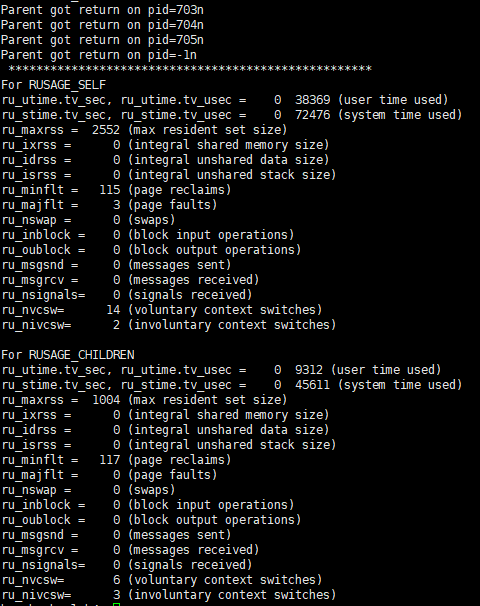 Parent got return on pid=703n
Parent got return on pid=704n
Parent got return on pid=705n
Parent got return on pid=-1n
****************************************************
For RUSAGE_SELF
ru_utime.tv_sec, ru_utime.tv_usec =    0  38369 (user time used)
ru_stime.tv_sec, ru_stime.tv_usec =    0  72476 (system time used)
ru_maxrss =  2552 (max resident set size)
ru_ixrss =     0 (integral shared memory size)
ru_idrss =     0 (integral unshared data size)
ru_isrss =     0 (integral unshared stack size)
ru_minflt =   115 (page reclaims)
ru_majflt =     3 (page faults)
ru_nswap =     0 (swaps)
ru_inblock =    0 (block input operations)
ru_oublock =    0 (block output operations)
ru_msgsnd =     0 (messages sent)
ru_msgrcv =     0 (messages received)
ru_nsignals=    0 (signals received)
ru_nvcsw=      14 (voluntary context switches)
ru_nivcsw=      2 (involuntary context switches)

For RUSAGE_CHILDREN
ru_utime.tv_sec, ru_utime.tv_usec =    0  9312 (user time used)
ru_stime.tv_sec, ru_stime.tv_usec =    0  45611 (system time used)
ru_maxrss =  1004 (max resident set size)
ru_ixrss =     0 (integral shared memory size)
ru_idrss =     0 (integral unshared data size)
ru_isrss =     0 (integral unshared stack size)
ru_minflt =   117 (page reclaims)
ru_majflt =     0 (page faults)
ru_nswap =     0 (swaps)
ru_inblock =    0 (block input operations)
ru_oublock =    0 (block output operations)
ru_msgsnd =     0 (messages sent)
ru_msgrcv =     0 (messages received)
ru_nsignals=    0 (signals received)
ru_nvcsw=       6 (voluntary context switches)
ru_nivcsw=      3 (involuntary context switches)